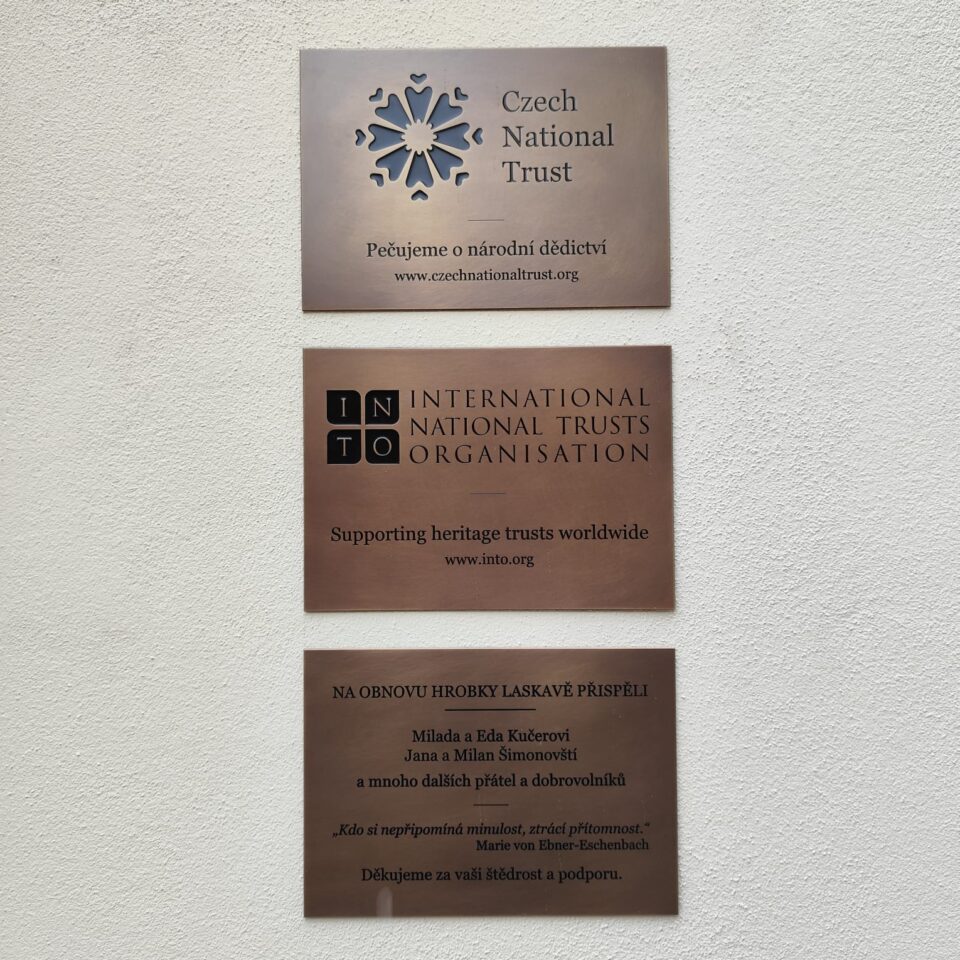 Czech
National
Trust
Pečujeme o národní dědictví
www.czechnationaltrust.org
IN
TO
INTERNATIONAL
NATIONAL TRUSTS
ORGANISATION
Supporting heritage trusts worldwide
www.into.org
NA OBNOVU HROBKY LASKAVĚ PŘISPĚLI
Milada a Eda Kučerovi
Jana a Milan Šimonovští
a mnoho dalších přátel a dobrovolníků
„Kdo si nepřipomíná minulost, ztrácí přítomnost.“
Marie von Ebner-Eschenbach
Děkujeme za vaši štědrost a podporu.